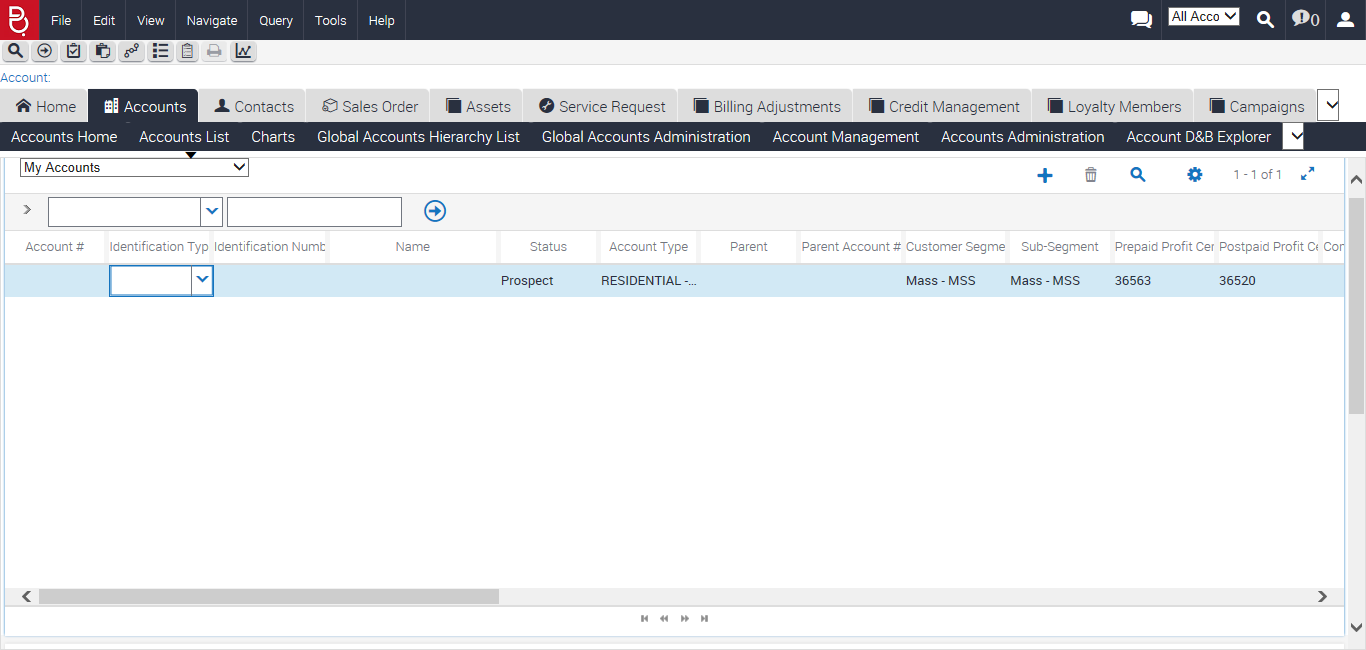 File Edit View Navigate Query Tools Help All Acco 0
Account:
Home Accounts Contacts Sales Order Assets Service Request Billing Adjustments Credit Management Loyalty Members Campaigns
Accounts Home Accounts List Charts Global Accounts Hierarchy List Global Accounts Administration Account Management Accounts Administration Account D&B Explorer
My Accounts 1 - 1 of 1
Account # Identification Typ Identification Numb Name Status Account Type Parent Parent Account # Customer Segme Sub-Segment Prepaid Profit Cer Postpaid Profit Ce Con
Prospect RESIDENTIAL -... Mass - MSS Mass - MSS 36563 36520